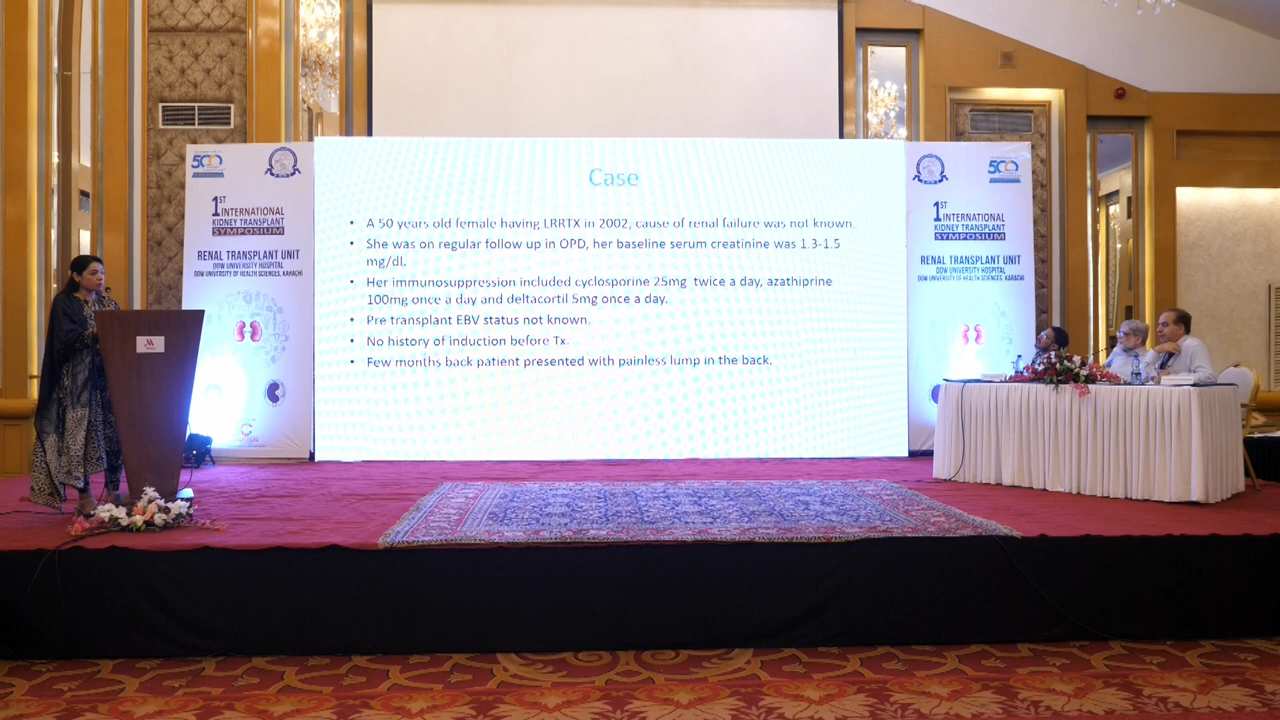 Case
• A 50 years old female having LRRTX in 2002, cause of renal failure was not known.
• She was on regular follow up in OPD, her baseline serum creatinine was 1.3-1.5
mg/dl.
• Her immunosuppression included cyclosporine 25mg twice a day, azathiprine
100mg once a day and deltacortil 5mg once a day.
• Pre transplant EBV status not known.
• No history of induction before Tx.
• Few months back patient presented with painless lump in the back.
500
1ST
INTERNATIONAL
KIDNEY TRANSPLANT
SYMPOSIUM
RENAL TRANSPLANT UNIT
DOW UNIVERSITY HOSPITAL
DOW UNIVERSITY OF HEALTH SCIENCES, KARACHI
500
1ST
INTERNATIONAL
KIDNEY TRANSPLANT
SYMPOSIUM
RENAL TRANSPLANT UNIT
DOW UNIVERSITY HOSPITAL
DOW UNIVERSITY OF HEALTH SCIENCES, KARACHI